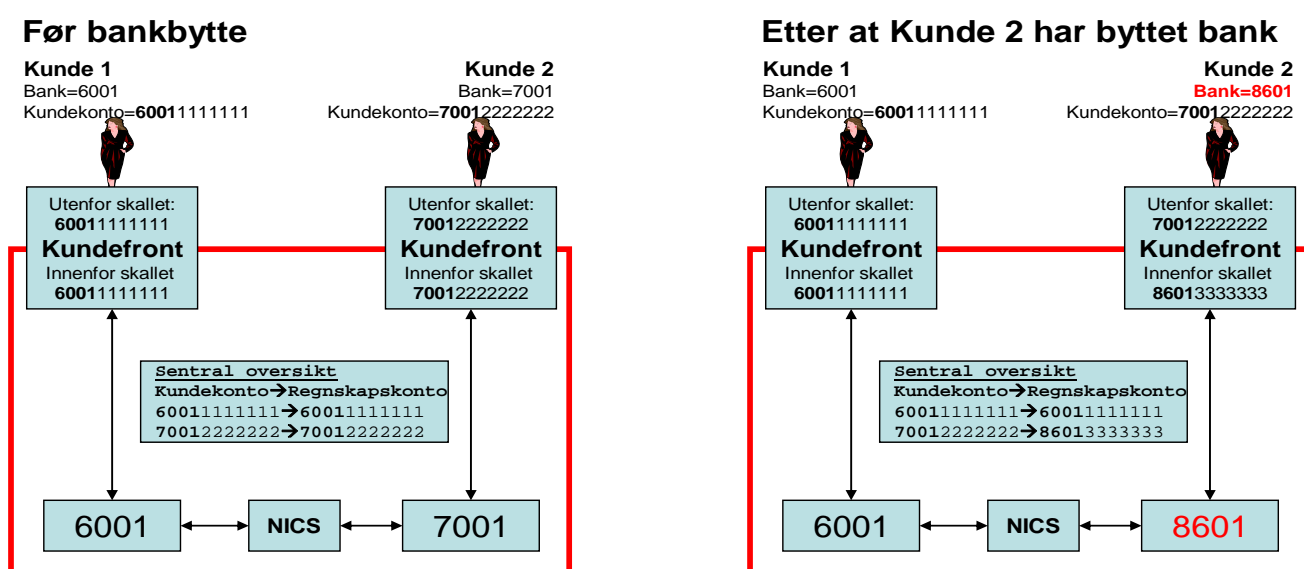 Før bankbytte
Kunde 1
Bank=6001
Kundekonto=60011111111
Kunde 2
Bank=7001
Kundekonto=70012222222
Utenfor skallet:
60011111111
Kundefront
Innenfor skallet
60011111111
Utenfor skallet:
70012222222
Kundefront
Innenfor skallet
70012222222
Sentral oversikt
Kundekonto➔Regnskapskonto
60011111111➔60011111111
70012222222➔70012222222
6001
NICS
7001
Etter at Kunde 2 har byttet bank
Kunde 1
Bank=6001
Kundekonto=60011111111
Kunde 2
Bank=8601
Kundekonto=70012222222
Utenfor skallet:
60011111111
Kundefront
Innenfor skallet
60011111111
Utenfor skallet:
70012222222
Kundefront
Innenfor skallet
86013333333
Sentral oversikt
Kundekonto➔Regnskapskonto
60011111111➔60011111111
70012222222➔86013333333
6001
NICS
8601